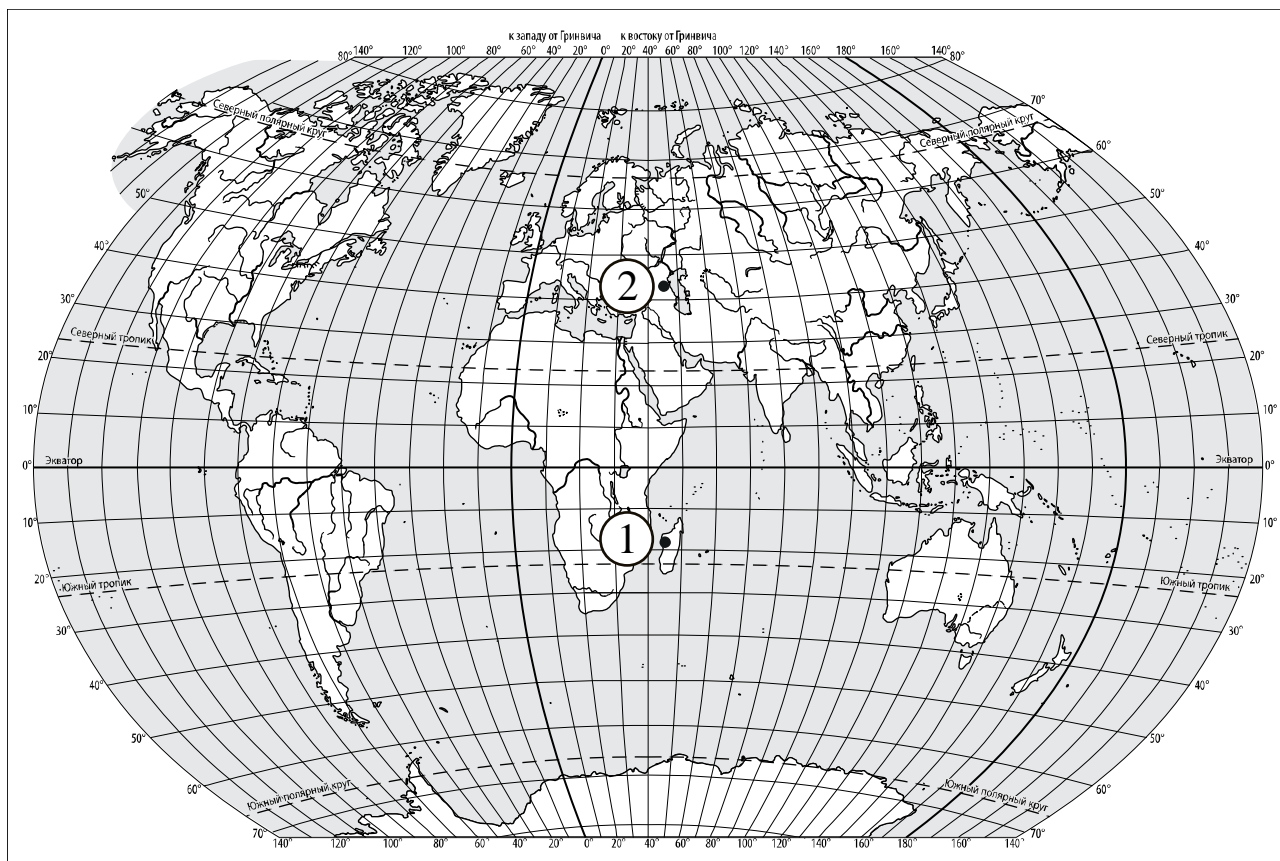 к западу от Гринвича к востоку от Гринвича
80° 140° 120° 100° 80° 60° 40° 20° 0° 20° 40° 60° 80° 100° 120° 140° 160° 180° 160° 140° 80°
70°
Северный полярный круг Северный полярный круг
60°
50° 50°
40° 40°
2
30° 30°
Северный тропик Северный тропик
20° 20°
10° 10°
Экватор Экватор
0° 0°
10° 10°
1
20° Южный тропик Южный тропик 20°
30° 30°
40° 40°
50° 50°
60° Южный полярный круг Южный полярный круг 60°
70° 70°
140° 120° 100° 80° 60° 40° 20° 0° 20° 40° 60° 80° 100° 120° 140° 160° 180° 160° 140°